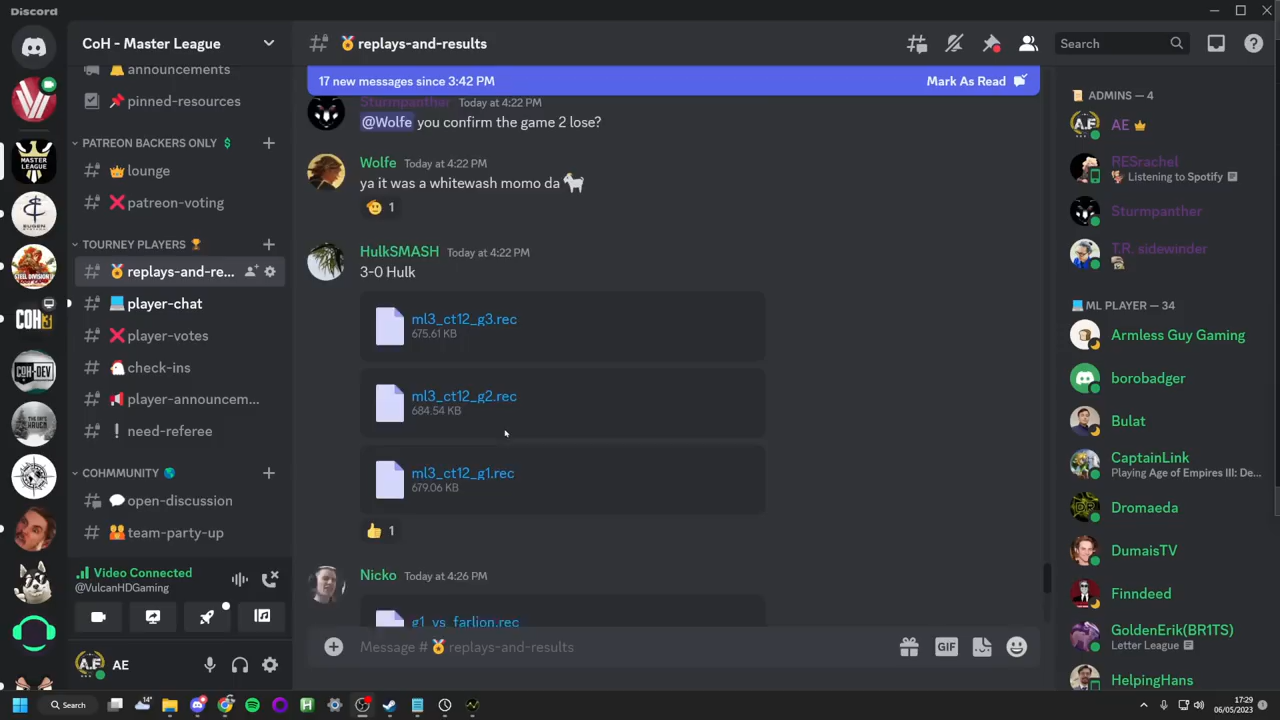 Discord
CoH - Master League
announcements
pinned-resources
PATREON BACKERS ONLY
lounge
patreon-voting
TOURNEY PLAYERS
replays-and-re...
player-chat
player-votes
check-ins
player-announcem...
need-referee
COHMMUNITY
open-discussion
team-party-up
Video Connected
@VulcanHDGaming
AE
replays-and-results
Search
17 new messages since 3:42 PM
Mark As Read
Sturmpanther Today at 4:22 PM
@Wolfe you confirm the game 2 lose?
Wolfe Today at 4:22 PM
ya it was a whitewash momo da
1
HulkSMASH Today at 4:22 PM
3-0 Hulk
ml3_ct12_g3.rec
675.61 KB
ml3_ct12_g2.rec
684.54 KB
ml3_ct12_g1.rec
679.06 KB
1
Nicko Today at 4:26 PM
g1_vs_farlion.rec
Message # replays-and-results
GIF
ADMINS — 4
AE
RESrachel
Listening to Spotify
Sturmpanther
T.R. sidewinder
ML PLAYER — 34
Armless Guy Gaming
borobadger
Bulat
CaptainLink
Playing Age of Empires III: De...
Dromaeda
DumaisTV
Finndeed
GoldenErik(BR1TS)
Letter League
HelpingHans
Search
14°
17:29
06/05/2023